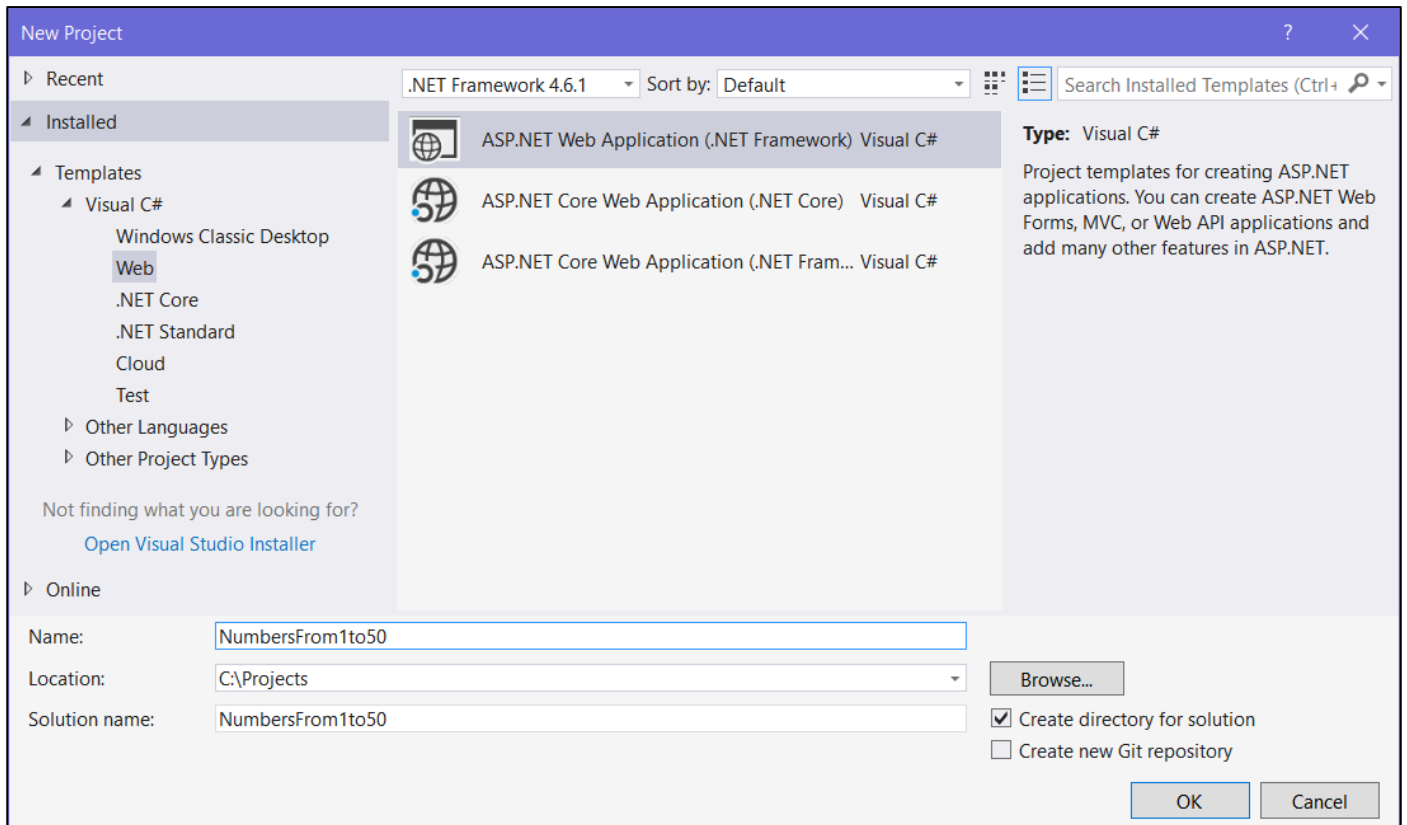 New Project
?
Recent
Installed
Templates
Visual C#
Windows Classic Desktop
Web
.NET Core
.NET Standard
Cloud
Test
Other Languages
Other Project Types
Not finding what you are looking for?
Open Visual Studio Installer
Online
.NET Framework 4.6.1
Sort by: Default
ASP.NET Web Application (.NET Framework) Visual C#
ASP.NET Core Web Application (.NET Core) Visual C#
ASP.NET Core Web Application (.NET Fram... Visual C#
Search Installed Templates (Ctrl+
Type: Visual C#
Project templates for creating ASP.NET
applications. You can create ASP.NET Web
Forms, MVC, or Web API applications and
add many other features in ASP.NET.
Name: NumbersFrom1to50
Location: C:\Projects
Browse...
Solution name: NumbersFrom1to50
Create directory for solution
Create new Git repository
OK Cancel